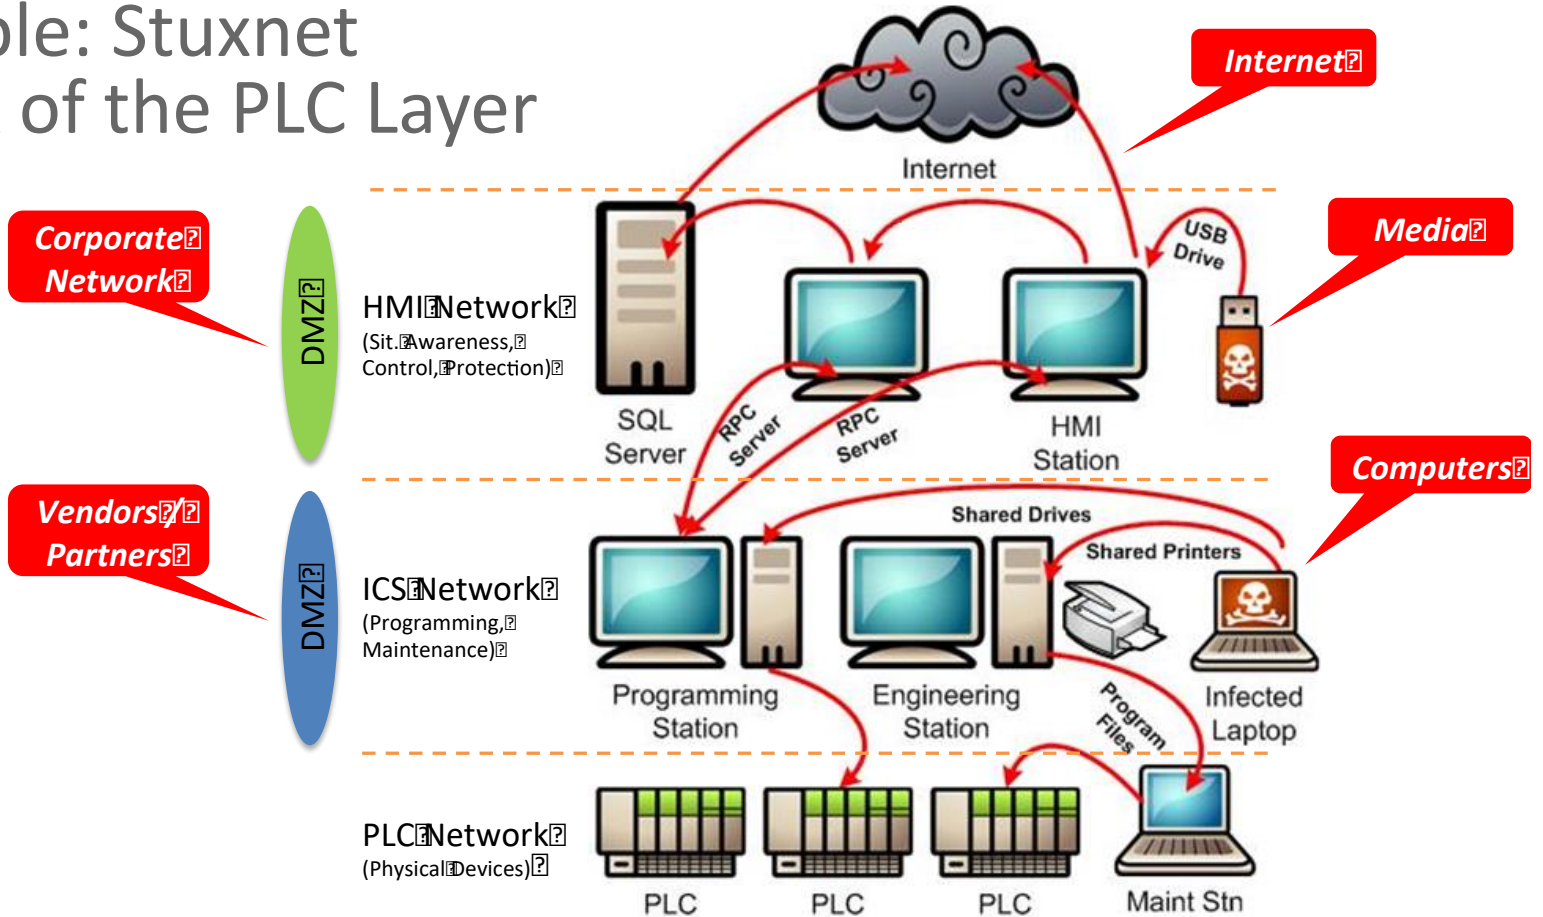 ple: Stuxnet
of the PLC Layer
Internet
Internet
Corporate
Network
DMZ
HMI Network
(Sit. Awareness,
Control, Protection)
USB
Drive
Media
SQL
Server
RPC
Server
RPC
Server
HMI
Station
Computers
Vendors /
Partners
DMZ
ICS Network
(Programming,
Maintenance)
Shared Drives
Shared Printers
Programming
Station
Engineering
Station
Program
Files
Infected
Laptop
PLC Network
(Physical Devices)
PLC
PLC
PLC
Maint Stn